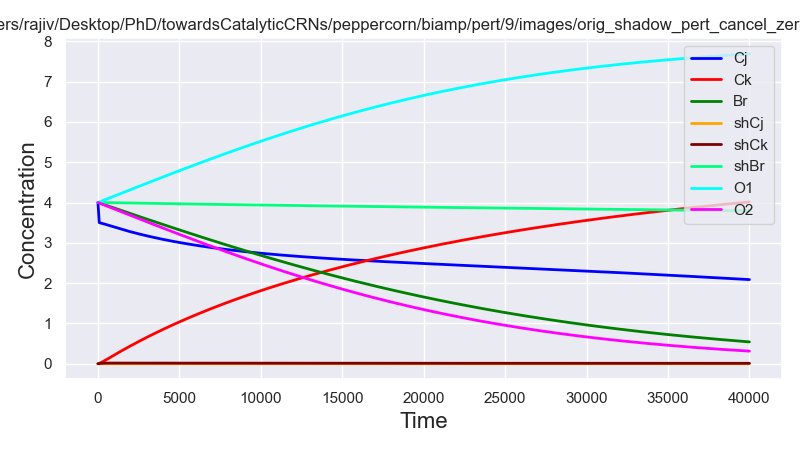 ers/rajiv/Desktop/PhD/towardsCatalyticCRNs/peppercorn/biamp/pert/9/images/orig_shadow_pert_cancel_zer
8
7
6
5
4
3
2
1
0
Concentration
Cj
Ck
Br
shCj
shCk
shBr
O1
O2
0 5000 10000 15000 20000 25000 30000 35000 40000
Time